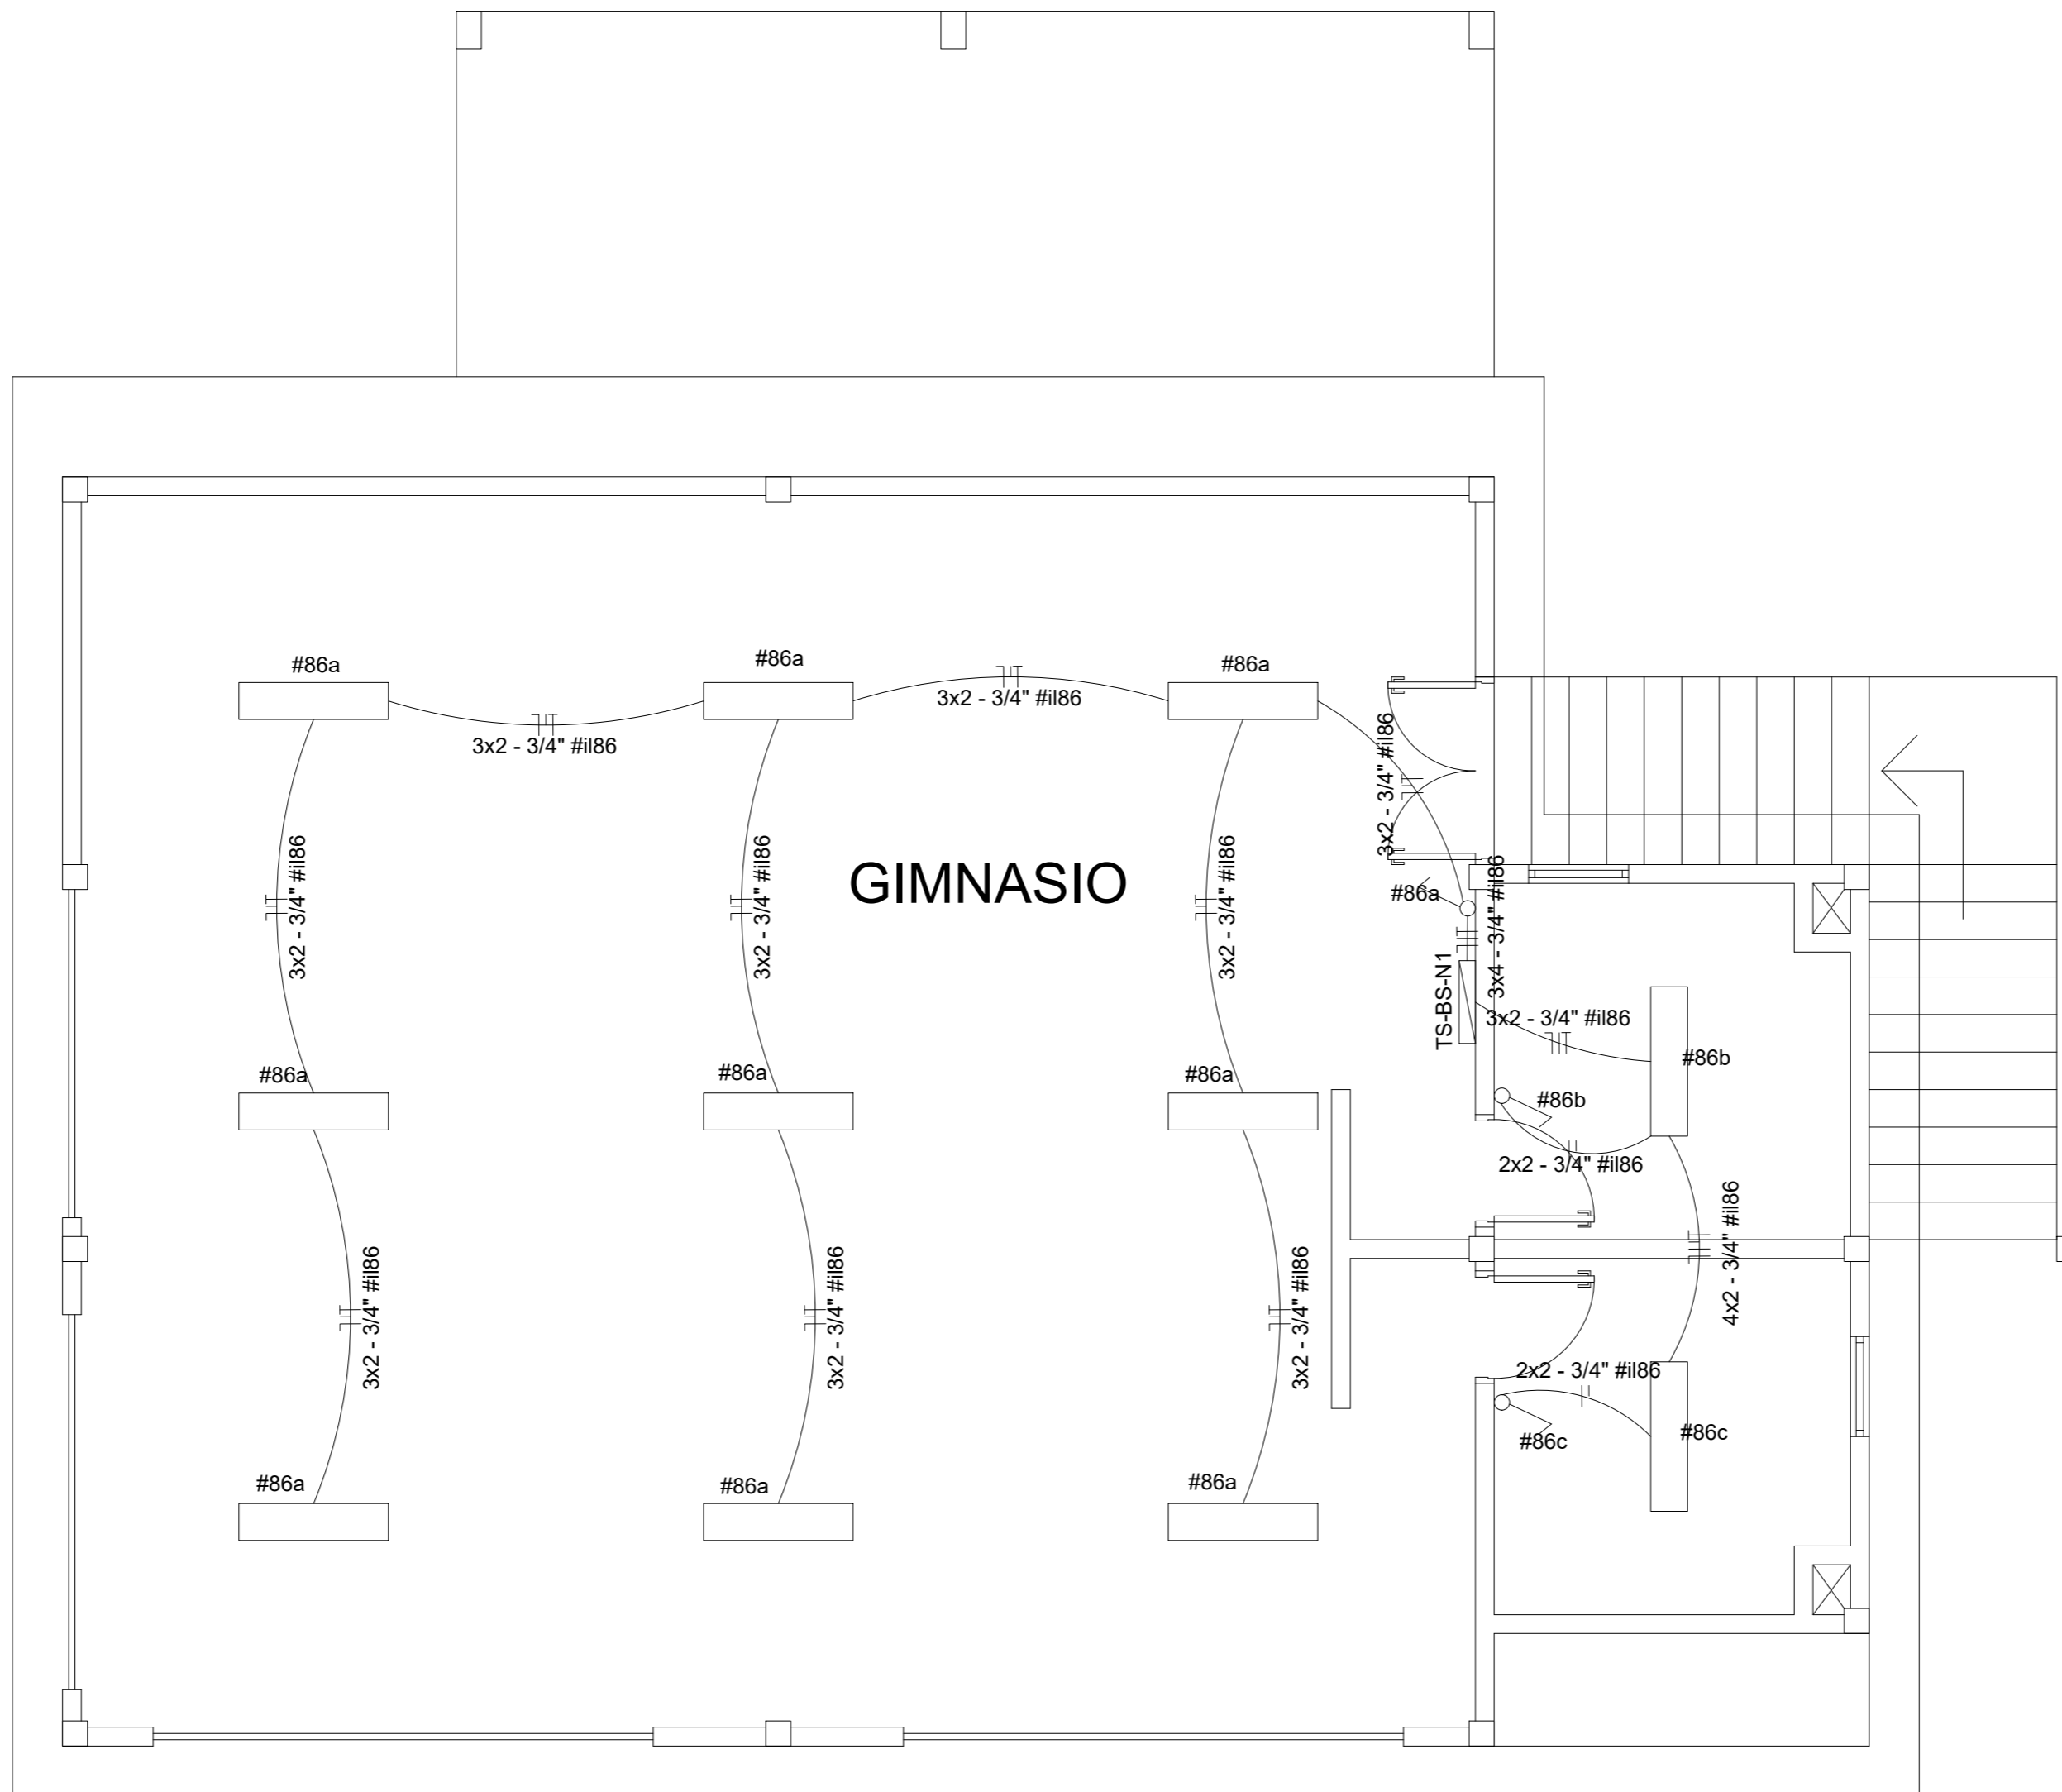 #86a
#86a
#86a
3x2 - 3/4" #il86
3x2 - 3/4" #il86
3x2 - 3/4" #il86
3x2 - 3/4" #il86
3x2 - 3/4" #il86
3x2 - 3/4" #il86
GIMNASIO
#86a
3x4 - 3/4" #il86
TS-BS-N1
3x2 - 3/4" #il86
#86b
#86a
#86a
#86a
#86b
2x2 - 3/4" #il86
4x2 - 3/4" #il86
3x2 - 3/4" #il86
3x2 - 3/4" #il86
3x2 - 3/4" #il86
2x2 - 3/4" #il86
#86c
#86c
#86a
#86a
#86a